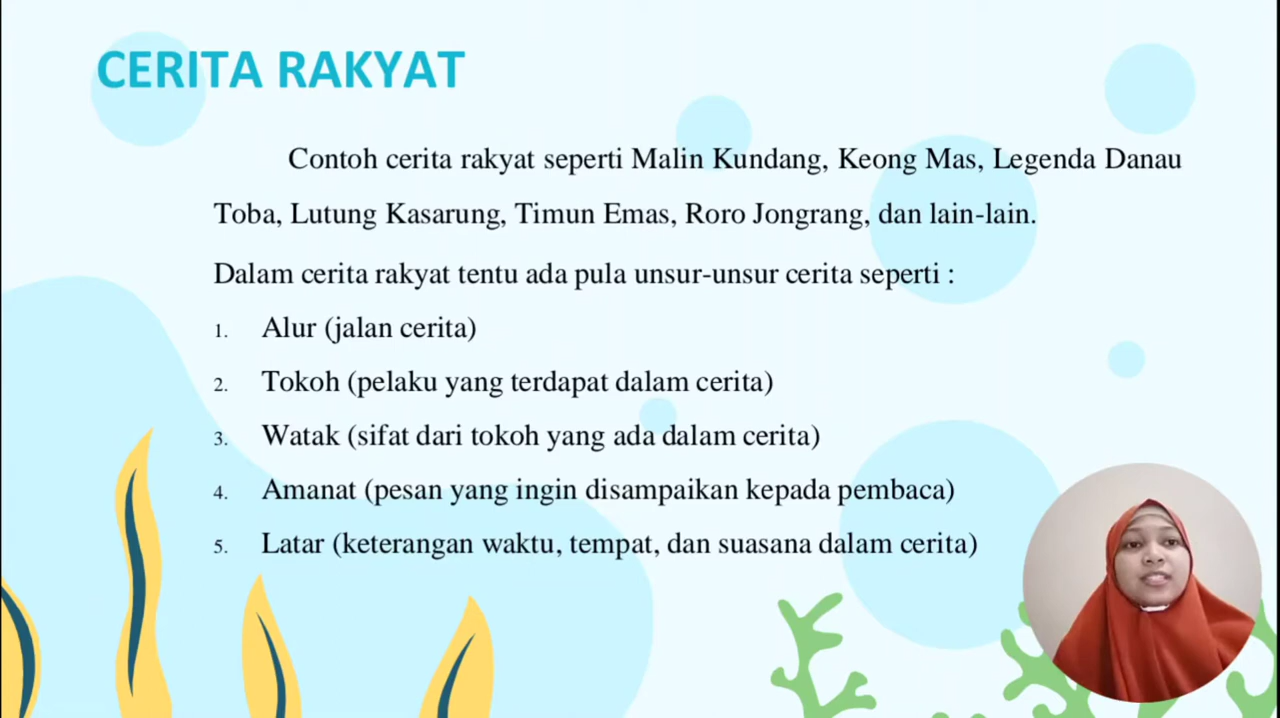 CERITA RAKYAT
Contoh cerita rakyat seperti Malin Kundang, Keong Mas, Legenda Danau
Toba, Lutung Kasarung, Timun Emas, Roro Jongrang, dan lain-lain.
Dalam cerita rakyat tentu ada pula unsur-unsur cerita seperti :
1. Alur (jalan cerita)
2. Tokoh (pelaku yang terdapat dalam cerita)
3. Watak (sifat dari tokoh yang ada dalam cerita)
4. Amanat (pesan yang ingin disampaikan kepada pembaca)
5. Latar (keterangan waktu, tempat, dan suasana dalam cerita)